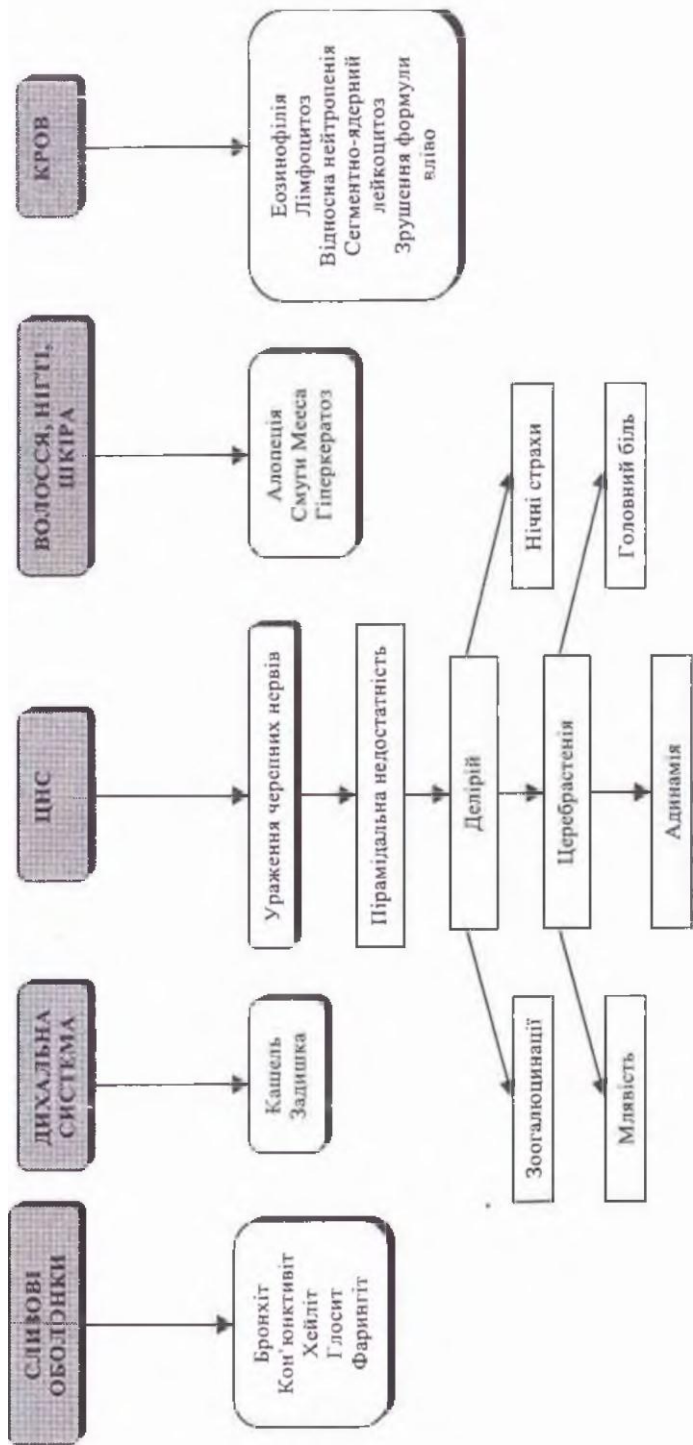 СЛИЗОВІ
ОБОЛОНКИ
Бронхіт
Кон'юнктивіт
Хейліт
Глосит
Фарингіт
ДИХАЛЬНА
СИСТЕМА
Кашель
Задишка
ЦНС
Ураження черепних нервів
Пірамідальна недостатність
Делірій
Зоогалюцинації
Нічні страхи
Церебрастенія
Млявість
Головний біль
Адинамія
ВОЛОССЯ, НІГТІ,
ШКІРА
Алопеція
Смуги Мееса
Гіперкератоз
КРОВ
Еозинофілія
Лімфоцитоз
Відносна нейтропенія
Сегментно-ядерний
лейкоцитоз
Зрушення формули
вліво